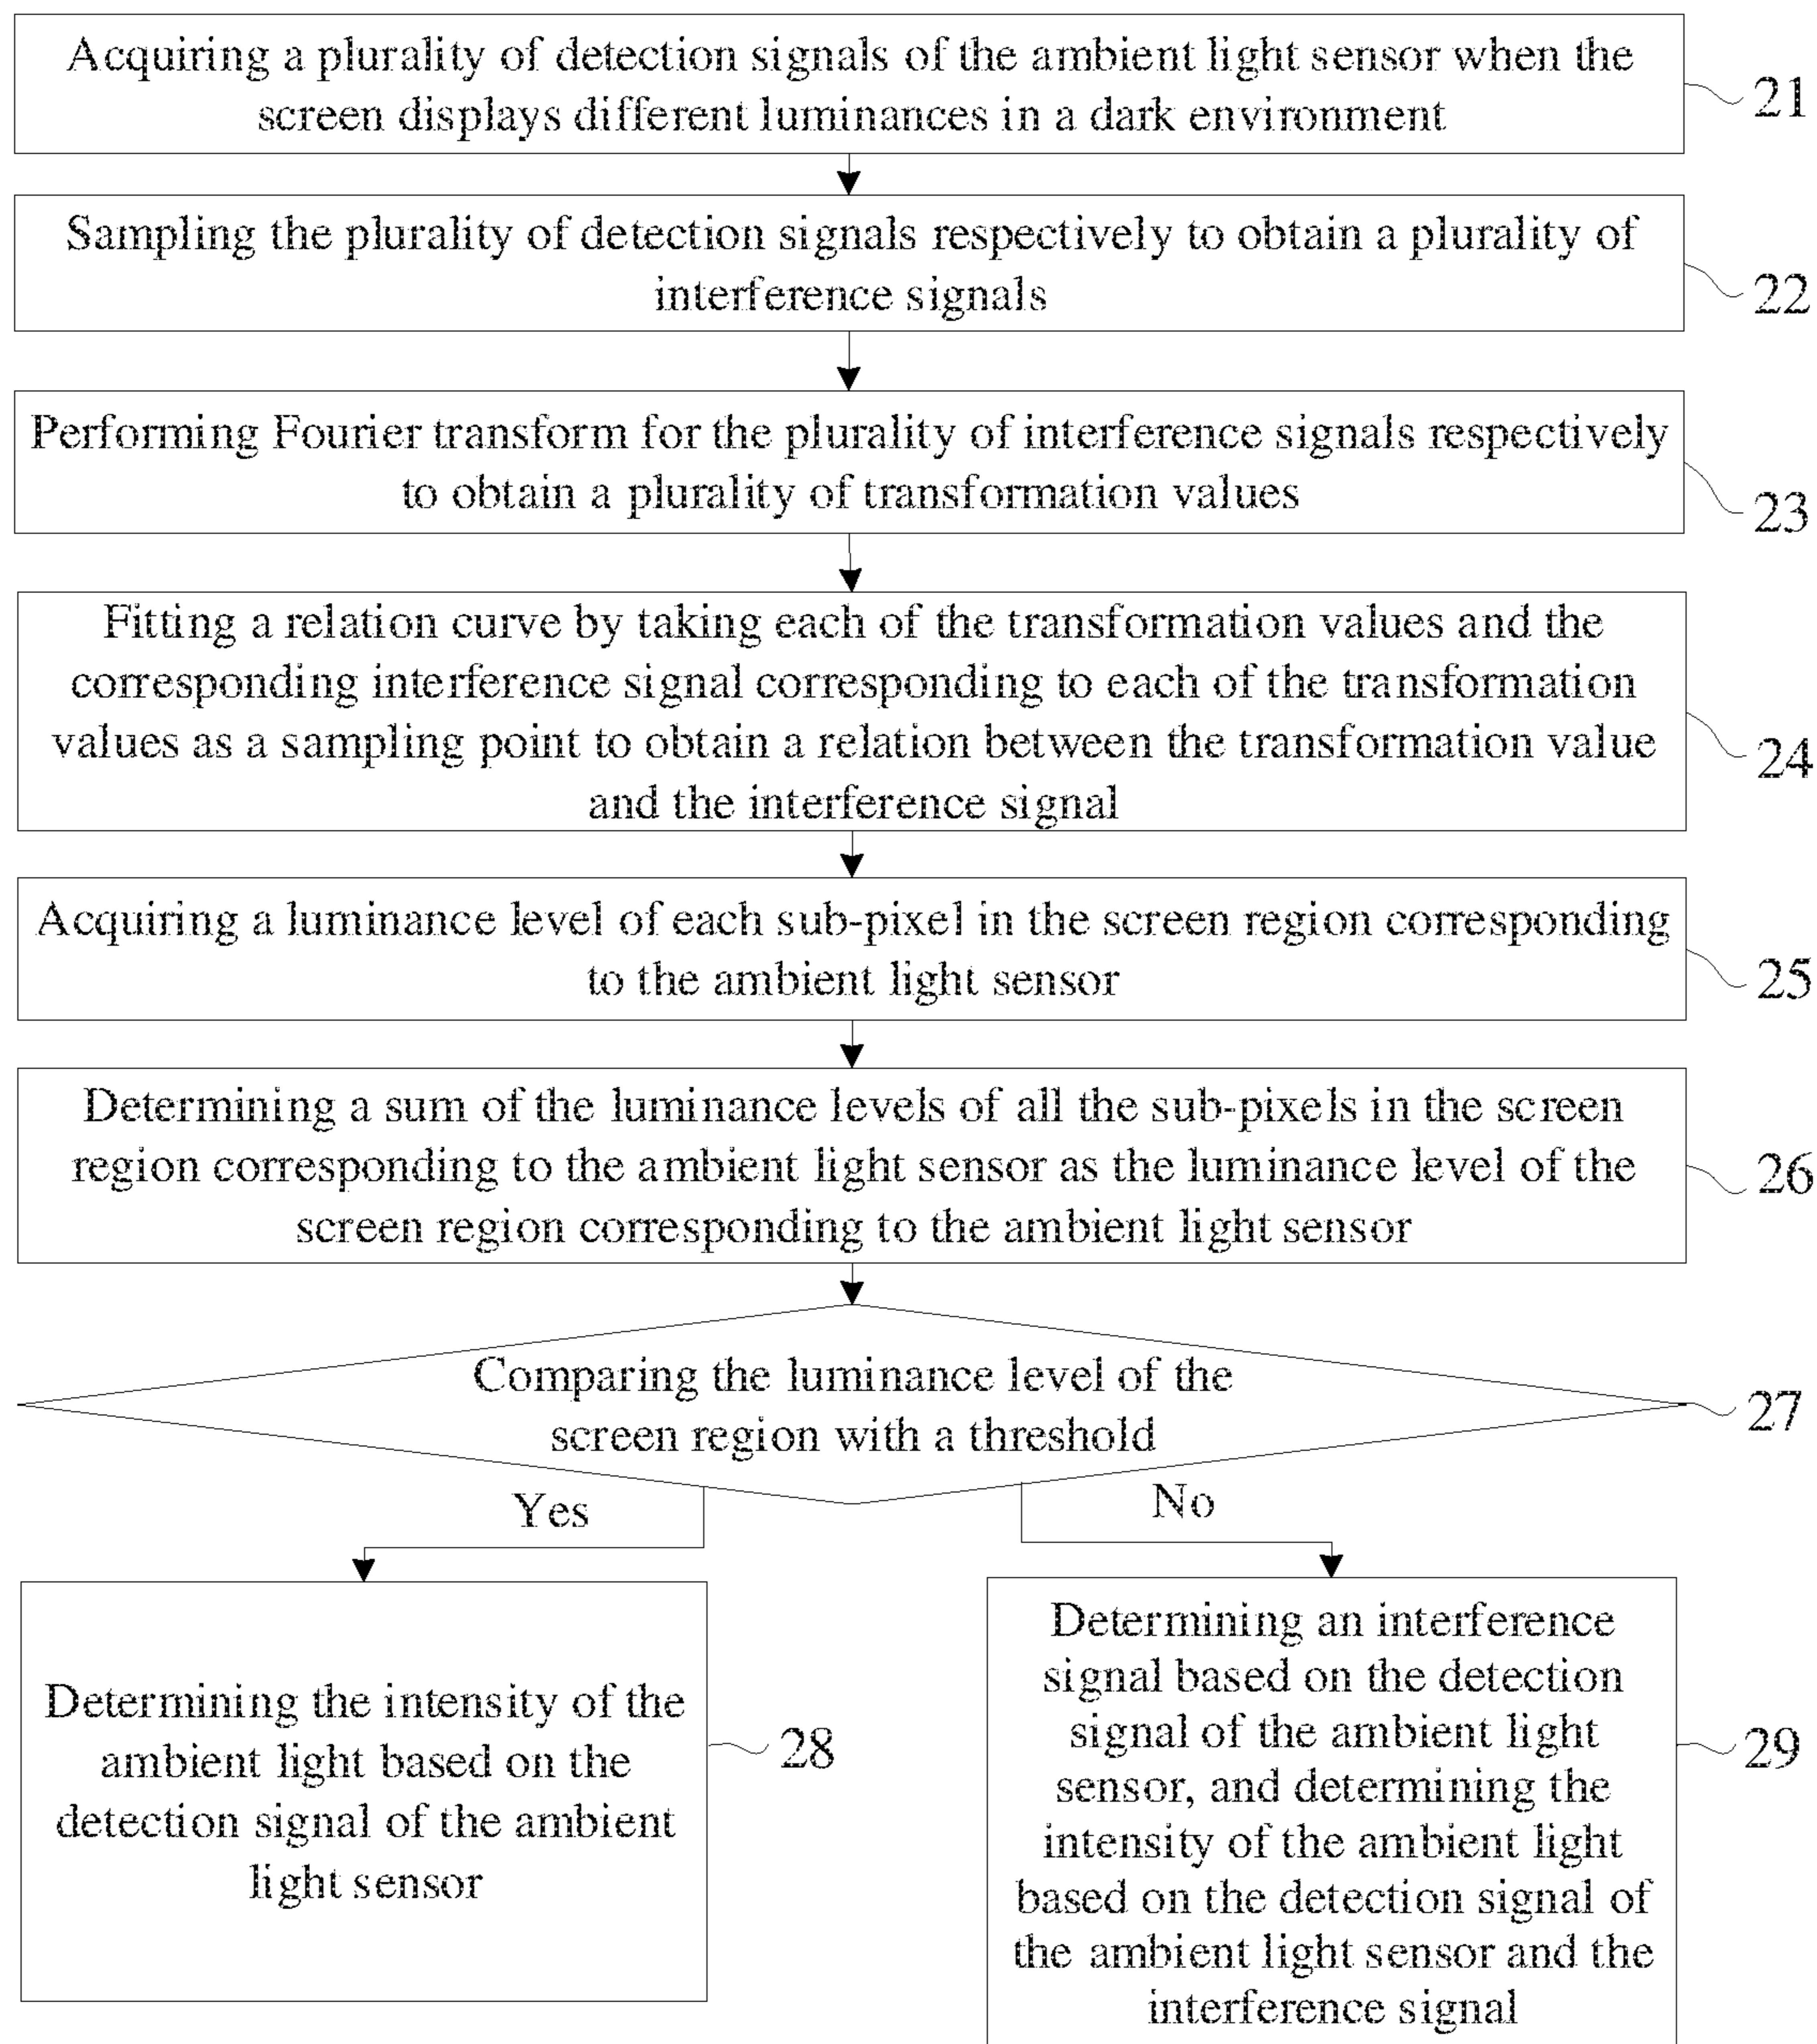 Acquiring a plurality of detection signals of the ambient light sensor when the
screen displays different luminances in a dark environment
21
Sampling the plurality of detection signals respectively to obtain a plurality of
interference signals
22
Performing Fourier transform for the plurality of interference signals respectively
to obtain a plurality of transformation values
23
Fitting a relation curve by taking each of the transformation values and the
corresponding interference signal corresponding to each of the transformation
values as a sampling point to obtain a relation between the transformation value
and the interference signal
24
Acquiring a luminance level of each sub-pixel in the screen region corresponding
to the ambient light sensor
25
Determining a sum of the luminance levels of all the sub-pixels in the screen
region corresponding to the ambient light sensor as the luminance level of the
screen region corresponding to the ambient light sensor
26
Comparing the luminance level of the
screen region with a threshold
27
Yes
No
Determining the intensity of the
ambient light based on the
detection signal of the ambient
light sensor
28
Determining an interference
signal based on the detection
signal of the ambient light
sensor, and determining the
intensity of the ambient light
based on the detection signal of
the ambient light sensor and the
interference signal
29